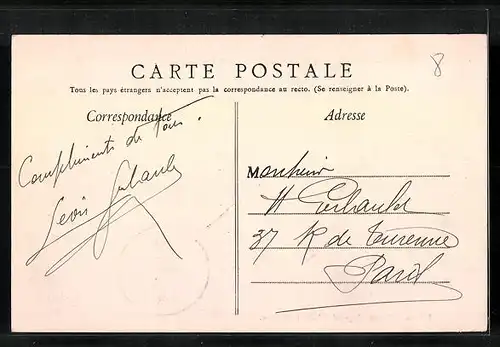 8
CARTE POSTALE
Tous les pays étrangers n'acceptent pas la correspondance au recto. (Se renseigner à la Poste).
Correspondance
Adresse
Compliments de
Léon
Monsieur
H
37 R de Turenne
Paris